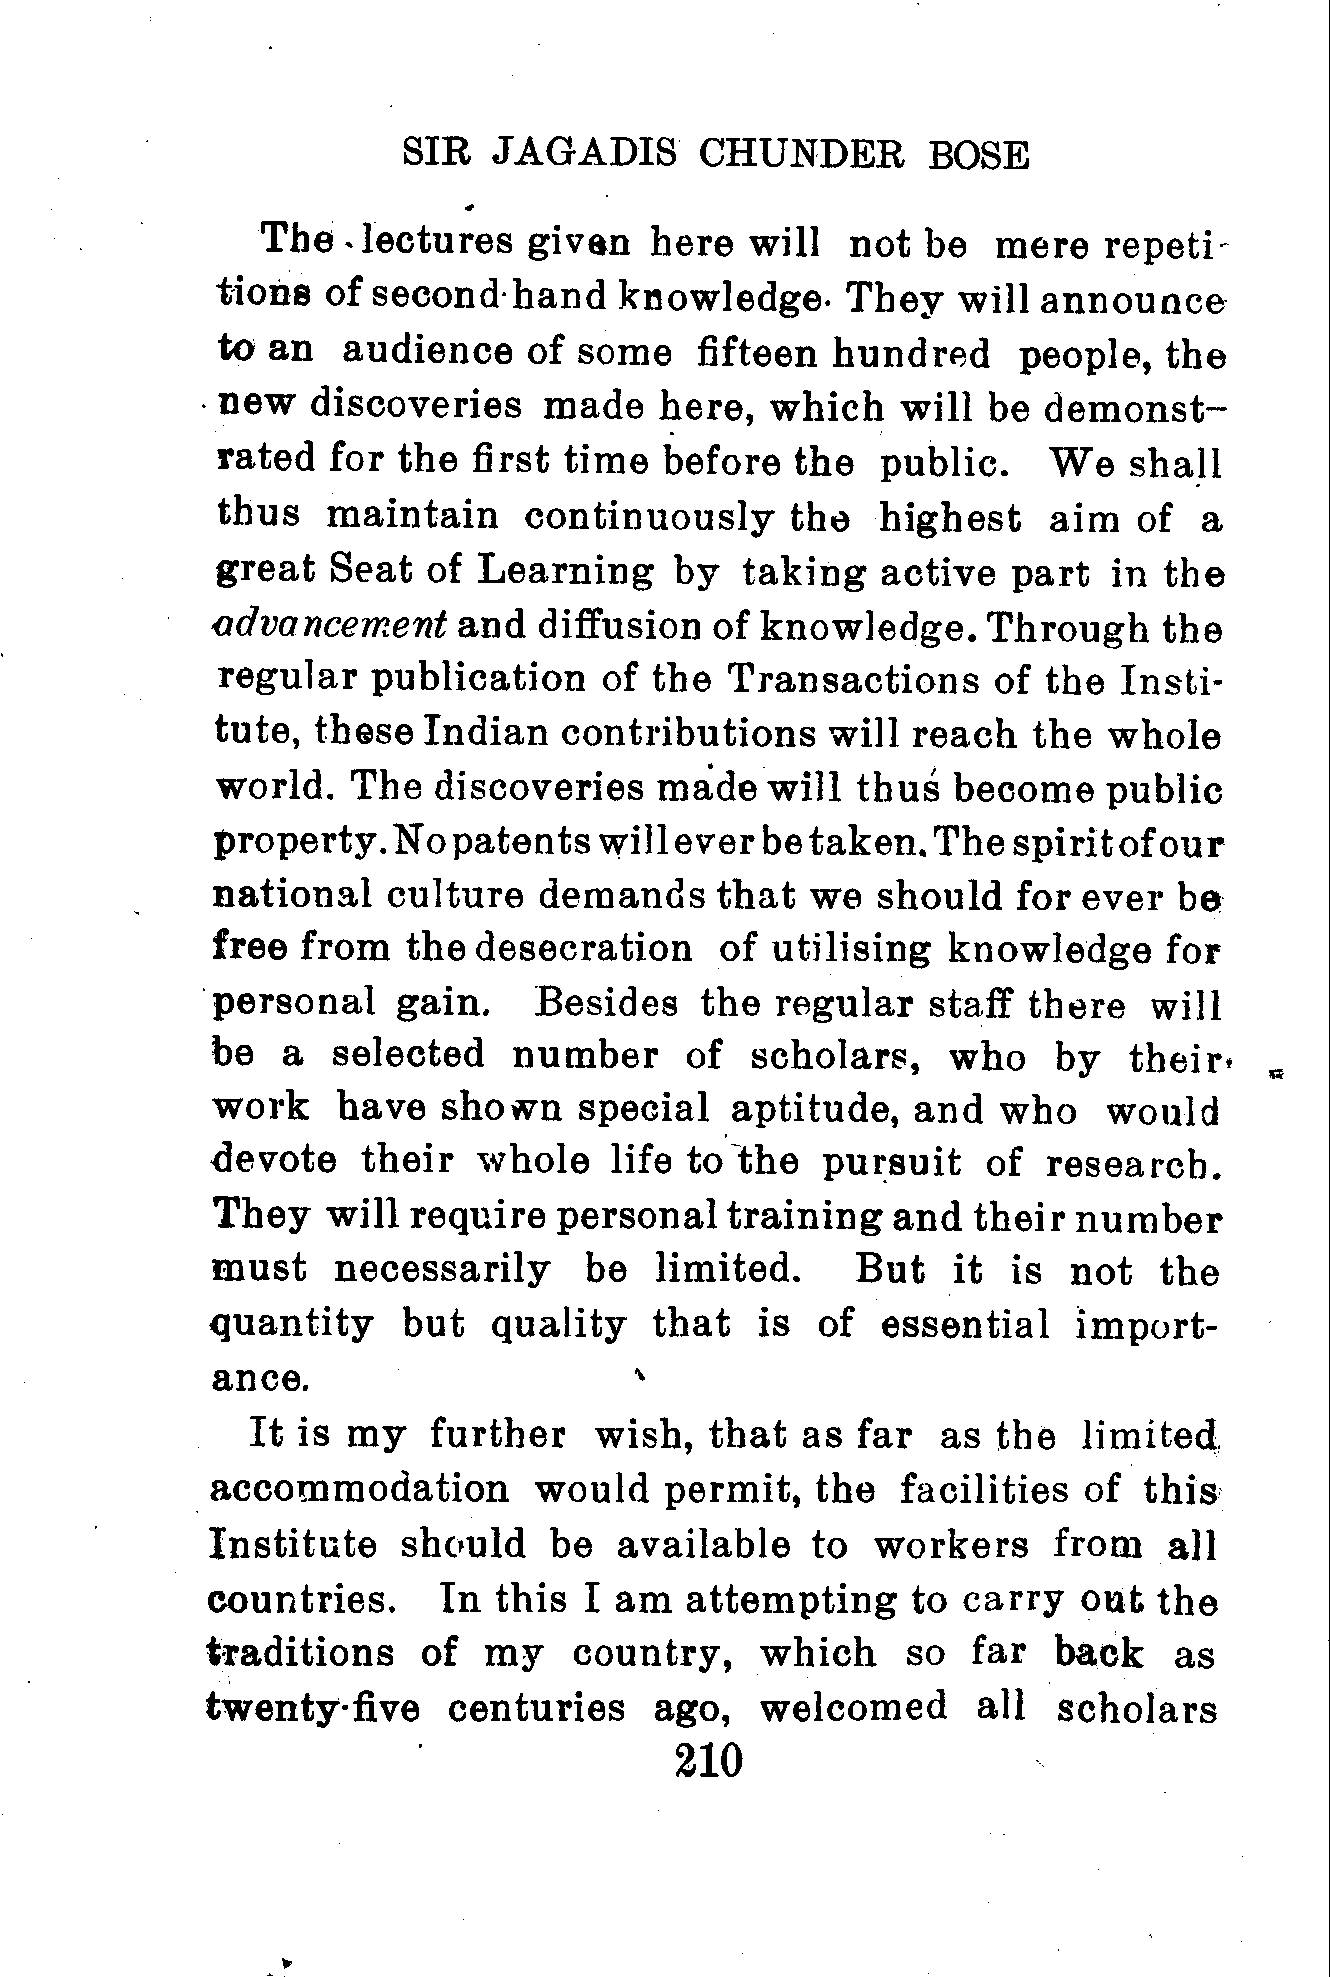 SIR JAGADIS CHUNDER BOSE
The lectures given here will not be mere repeti-
tions of second-hand knowledge. They will announce
to an audience of some fifteen hundred people, the
new discoveries made here, which will be demonst-
rated for the first time before the public. We shall
thus maintain continuously the highest aim of a
great Seat of Learning by taking active part in the
advancement and diffusion of knowledge. Through the
regular publication of the Transactions of the Insti-
tute, these Indian contributions will reach the whole
world. The discoveries made will thus become public
property. No patents will ever be taken. The spirit of our
national culture demands that we should for ever be
free from the desecration of utilising knowledge for
personal gain. Besides the regular staff there will
be a selected number of scholars, who by their
work have shown special aptitude, and who would
devote their whole life to the pursuit of research.
They will require personal training and their number
must necessarily be limited. But it is not the
quantity but quality that is of essential import-
ance.
It is my further wish, that as far as the limited
accommodation would permit, the facilities of this
Institute should be available to workers from all
countries. In this I am attempting to carry out the
traditions of my country, which so far back as
twenty-five centuries ago, welcomed all scholars
210